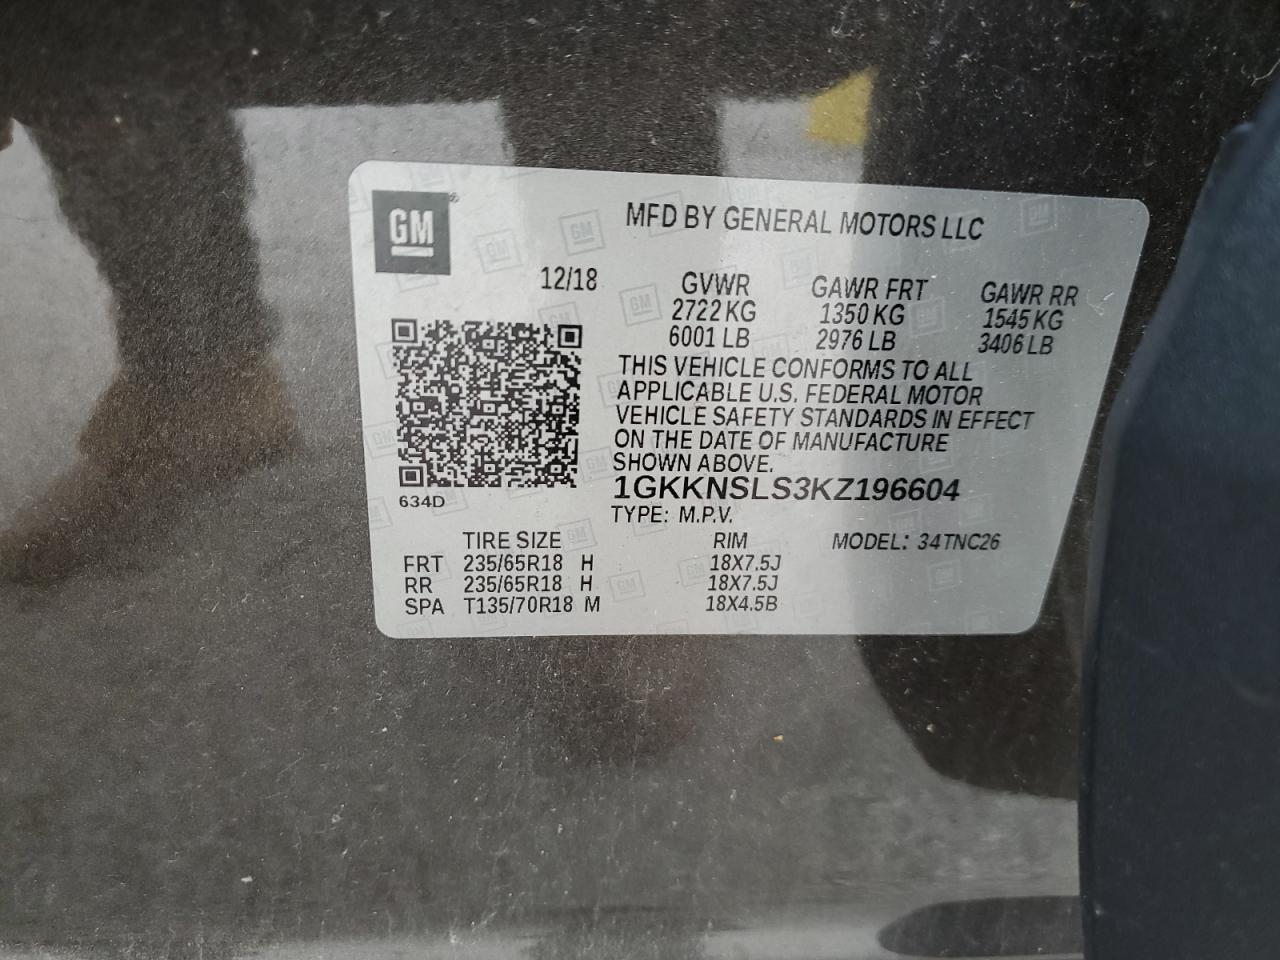 GM®
MFD BY GENERAL MOTORS LLC
12/18
GVWR GAWR FRT GAWR RR
2722 KG 1350 KG 1545 KG
6001 LB 2976 LB 3406 LB
THIS VEHICLE CONFORMS TO ALL
APPLICABLE U.S. FEDERAL MOTOR
VEHICLE SAFETY STANDARDS IN EFFECT
ON THE DATE OF MANUFACTURE
SHOWN ABOVE.
1GKKNSLS3KZ196604
634D
TYPE: M.P.V.
TIRE SIZE RIM MODEL: 34TNC26
FRT 235/65R18 H 18X7.5J
RR 235/65R18 H 18X7.5J
SPA T135/70R18 M 18X4.5B